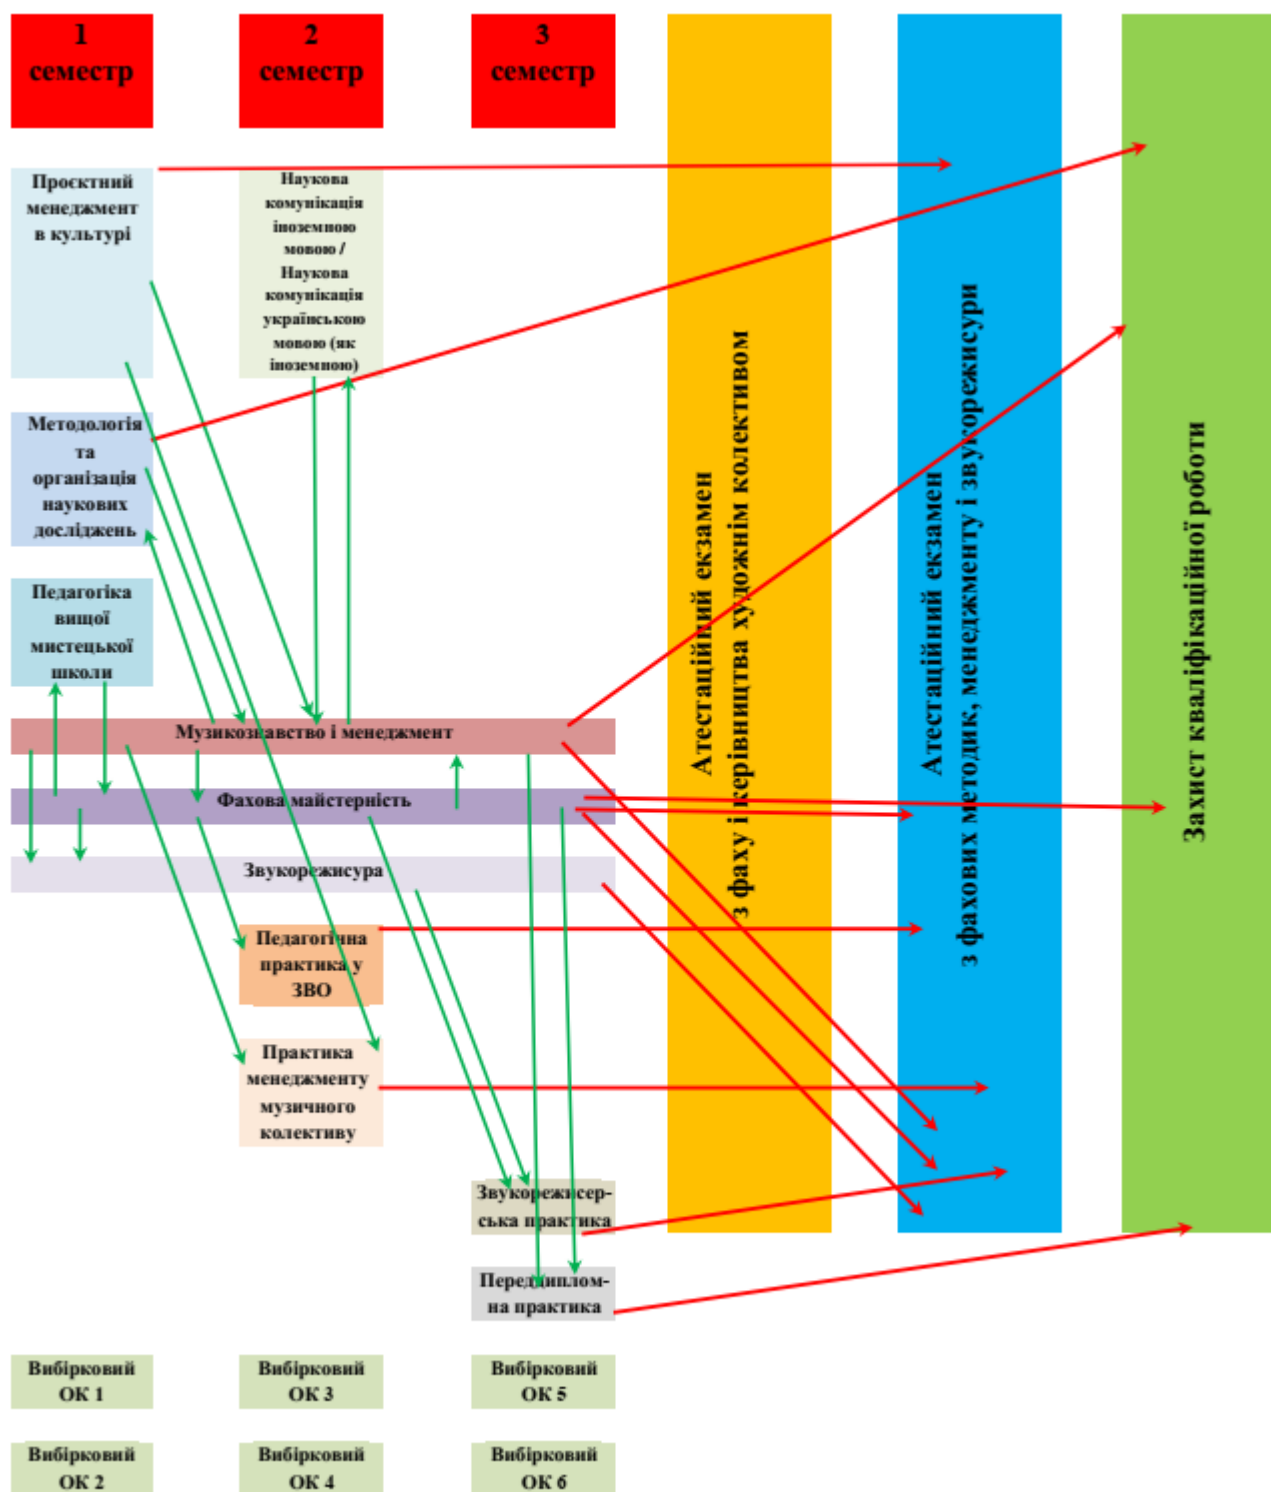 1
семестр
2
семестр
3
семестр
Проєктний
менеджмент
в культурі
Наукова
комунікація
іноземною
мовою /
Наукова
комунікація
українською
мовою (як
іноземною)
Методологія
та
організація
наукових
досліджень
Педагогіка
вищої
мистецької
школи
Музикознавство і менеджмент
Фахова майстерність
Звукорежисура
Педагогічна
практика у
ЗВО
Практика
менеджменту
музичного
колективу
Звукорежисер-
ська практика
Переддиплом-
на практика
Вибірковий
ОК 1
Вибірковий
ОК 3
Вибірковий
ОК 5
Вибірковий
ОК 2
Вибірковий
ОК 4
Вибірковий
ОК 6
Атестаційний екзамен
з фаху і керівництва художнім колективом
Атестаційний екзамен
з фахових методик, менеджменту і звукорежисури
Захист кваліфікаційної роботи